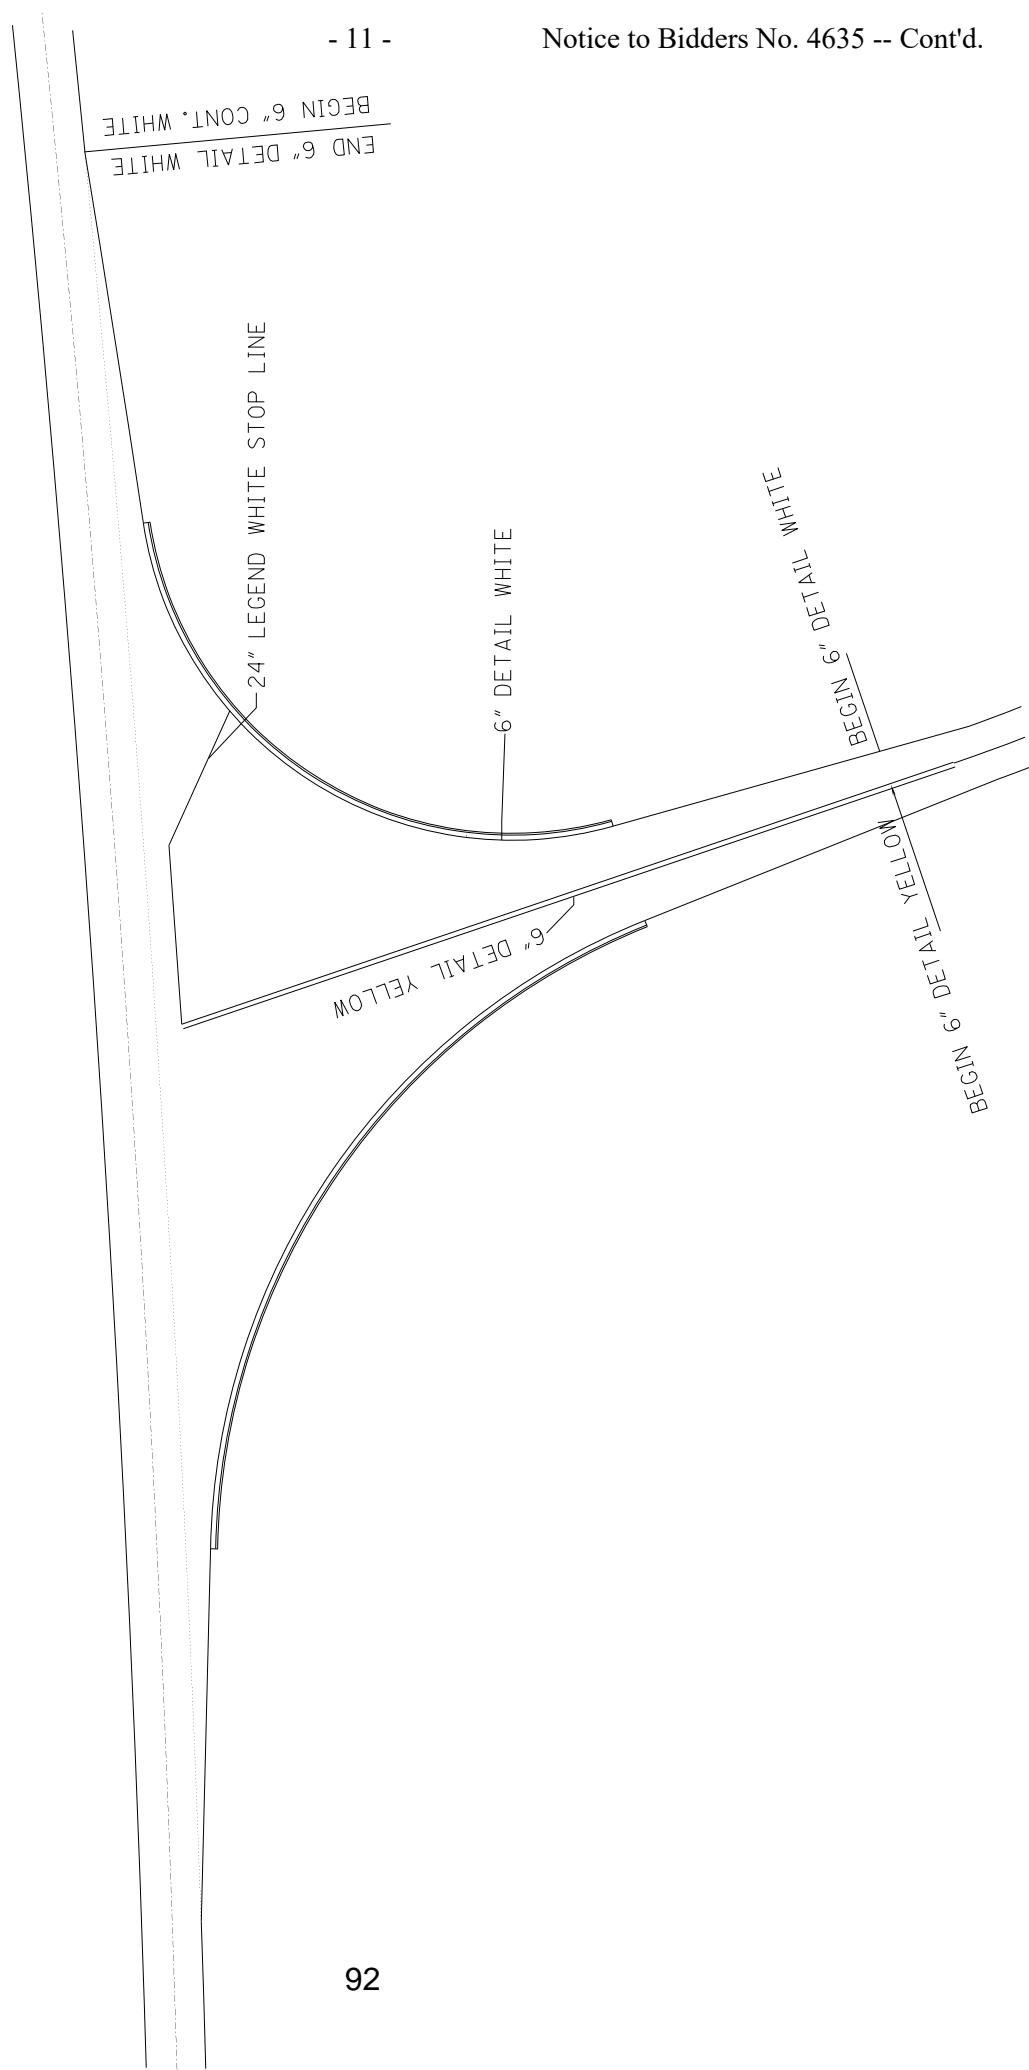 - 11 -
Notice to Bidders No. 4635 -- Cont'd.
BEGIN 6" CONT. WHITE
END 6" DETAIL WHITE
24" LEGEND WHITE STOP LINE
6" DETAIL WHITE
BEGIN 6" DETAIL WHITE
6" DETAIL YELLOW
BEGIN 6" DETAIL YELLOW
92